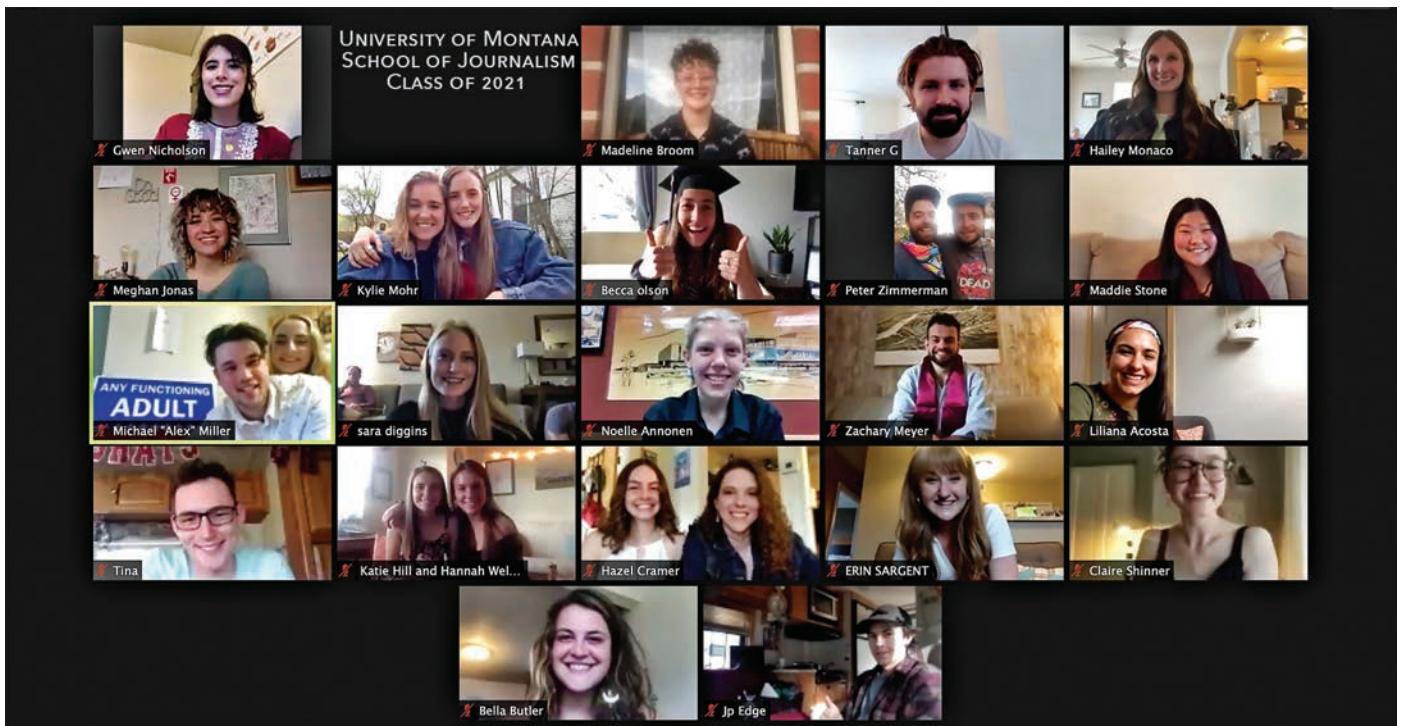 UNIVERSITY OF MONTANA
SCHOOL OF JOURNALISM
CLASS OF 2021
Gwen Nicholson
Madeline Broom
Tanner G
Hailey Monaco
Meghan Jonas
Kylie Mohr
Becca olson
Peter Zimmerman
DEAD
Maddie Stone
ANY FUNCTIONING
ADULT
Michael "Alex" Miller
sara diggins
Noelle Annonen
Zachary Meyer
Liliana Acosta
Tina
Katie Hill and Hannah Wel...
Hazel Cramer
ERIN SARGENT
Claire Shinner
Bella Butler
Jp Edge